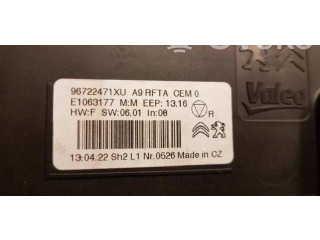 96722471XU A9 RFTA CEM 0
E1063177 M:M EEP: 13.16
HW:F SW:06.01 In:08
R
13.04.22 Sh2 L1 Nr.0526 Made in CZ
Valeo